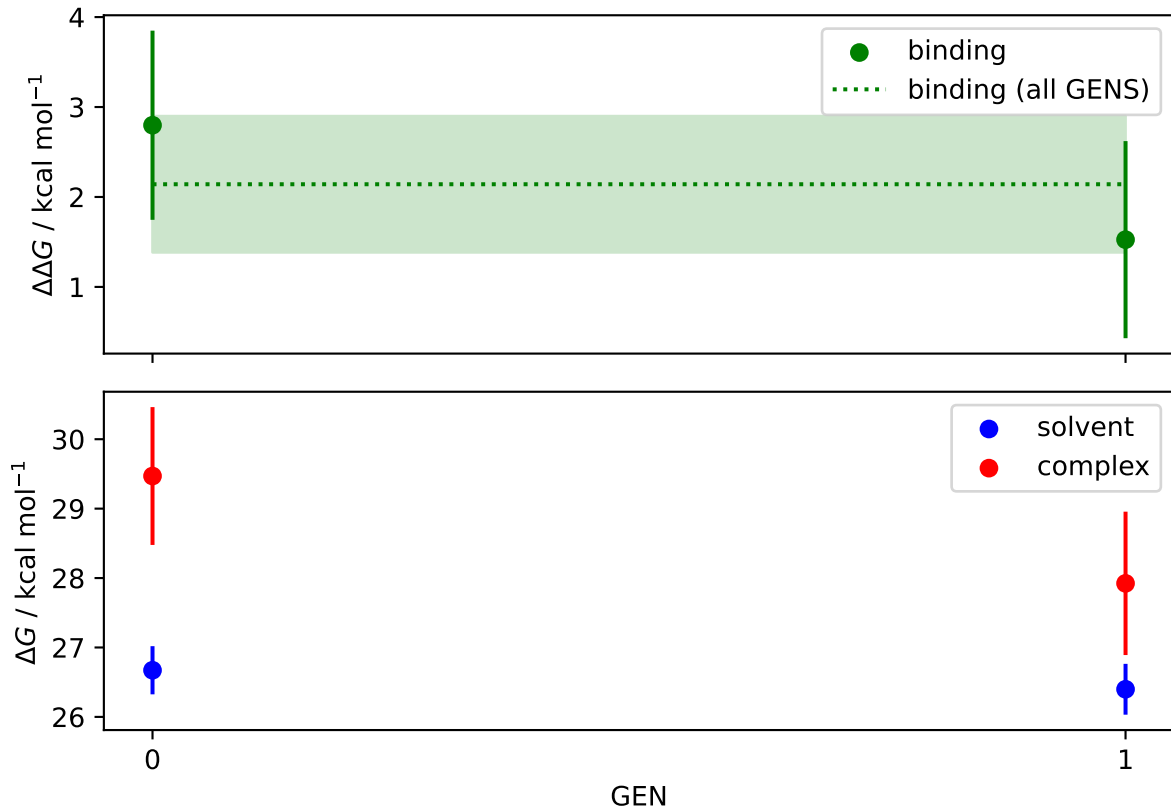 4
3
2
1
ΔΔG / kcal mol⁻¹
binding
binding (all GENS)
30
29
28
27
26
ΔG / kcal mol⁻¹
solvent
complex
0
1
GEN